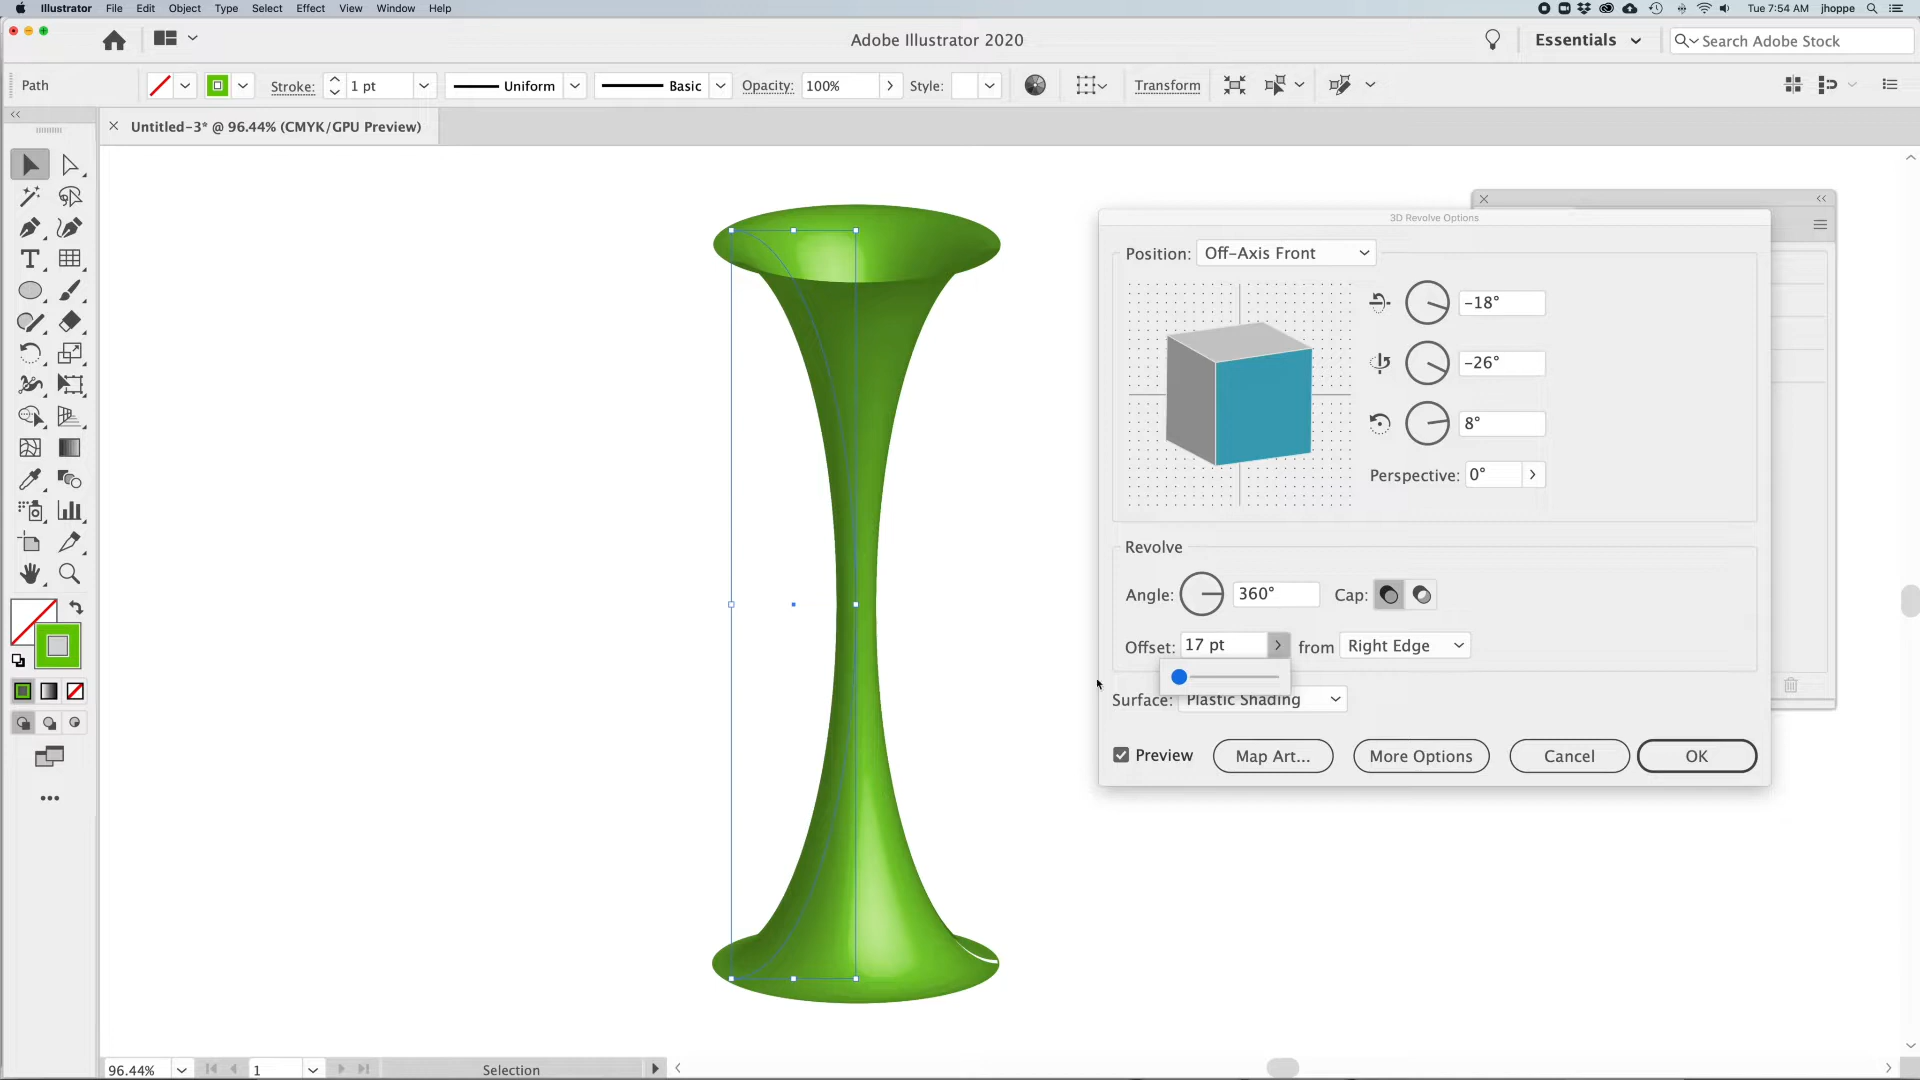 Illustrator File Edit Object Type Select Effect View Window Help Tue 7:54 AM jhoppe
Adobe Illustrator 2020 Essentials Search Adobe Stock
Path Stroke: 1 pt Uniform Basic Opacity: 100% Style: Transform
Untitled-3* @ 96.44% (CMYK/GPU Preview)
3D Revolve Options
Position: Off-Axis Front
-18°
-26°
8°
Perspective: 0°
Revolve
Angle: 360° Cap:
Offset: 17 pt from Right Edge
Surface: Plastic Shading
Preview Map Art... More Options Cancel OK
96.44% 1 Selection